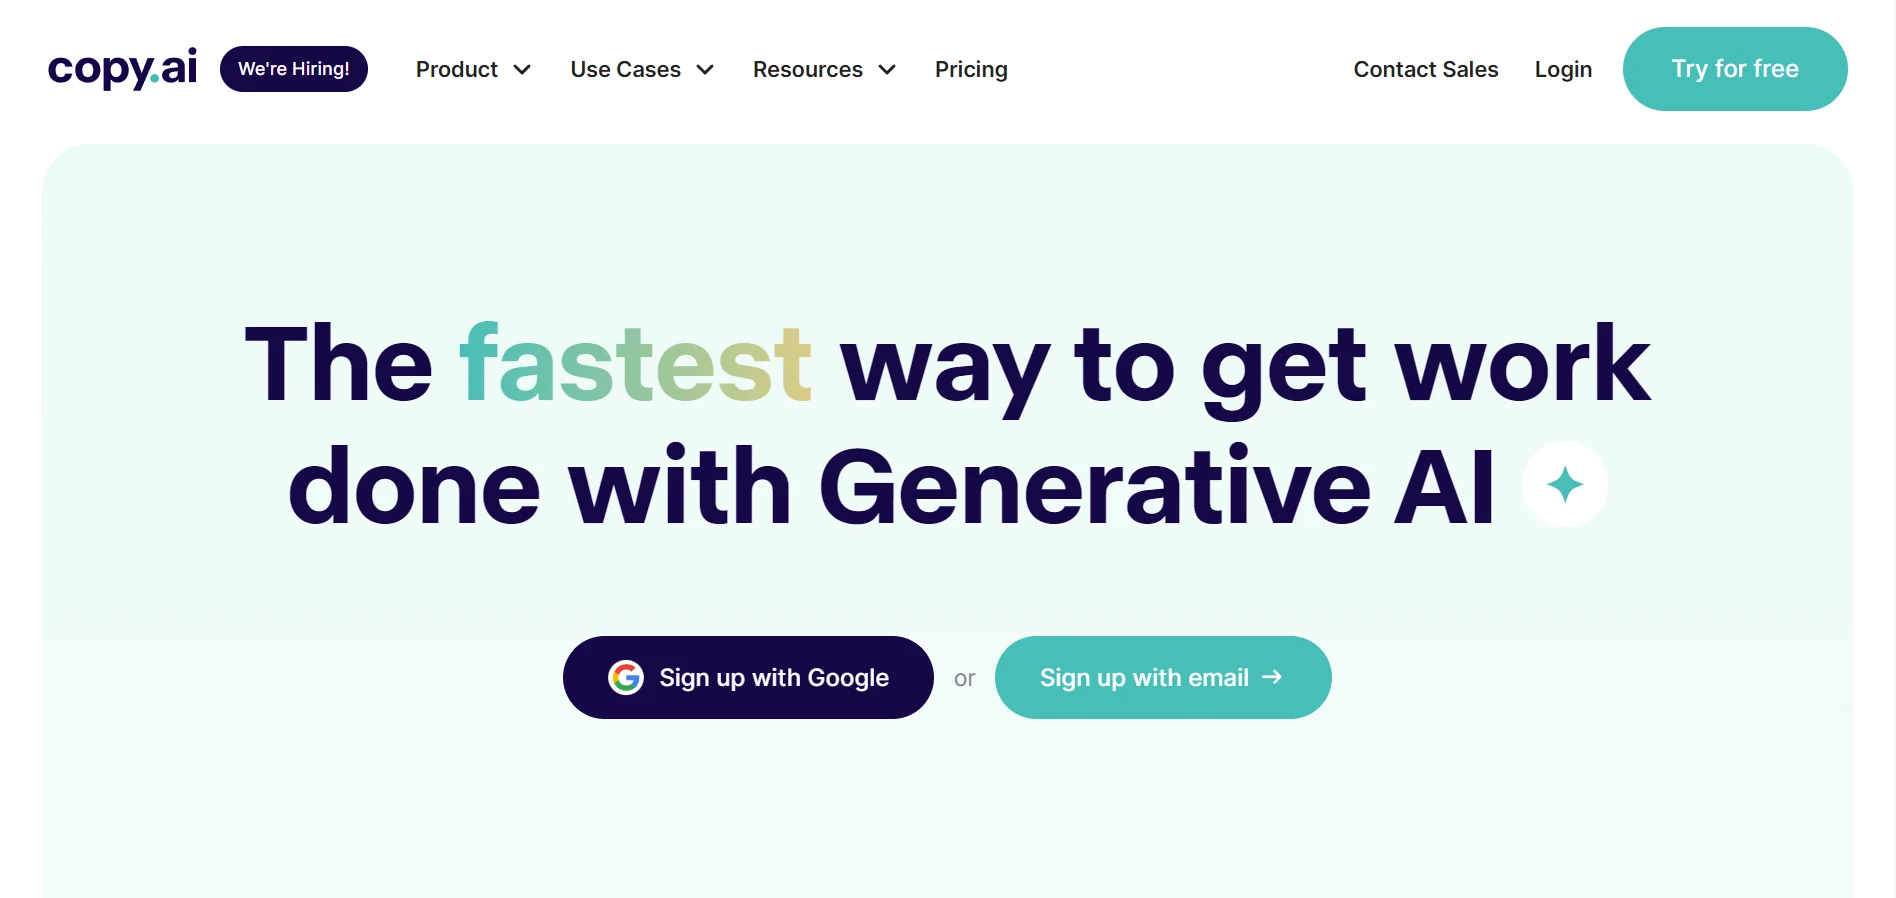 copy.ai We're Hiring! Product Use Cases Resources Pricing Contact Sales Login Try for free
The fastest way to get work
done with Generative AI
Sign up with Google or Sign up with email →